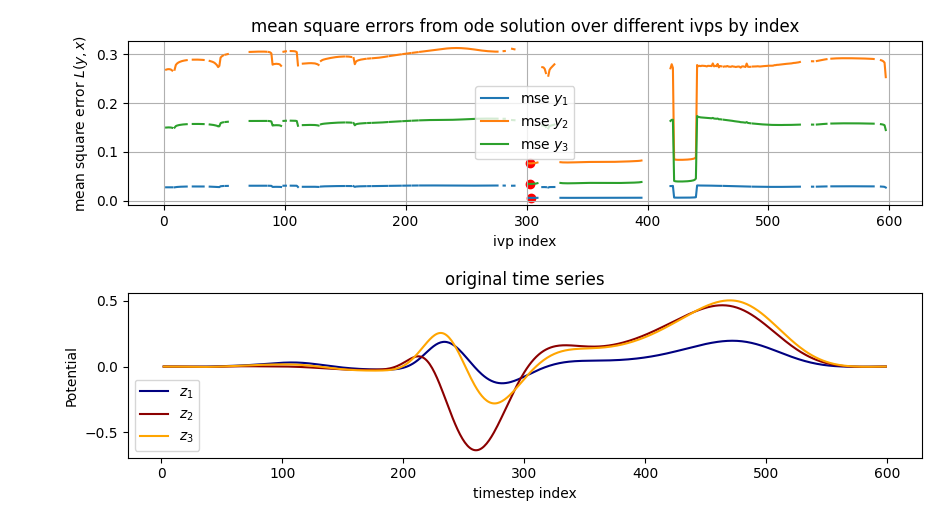 mean square errors from ode solution over different ivps by index
mean square error L(y, x)
0.3
0.2
0.1
0.0
mse y₁
mse y₂
mse y₃
0 100 200 300 400 500 600
ivp index
original time series
Potential
0.5
0.0
−0.5
z₁
z₂
z₃
0 100 200 300 400 500 600
timestep index